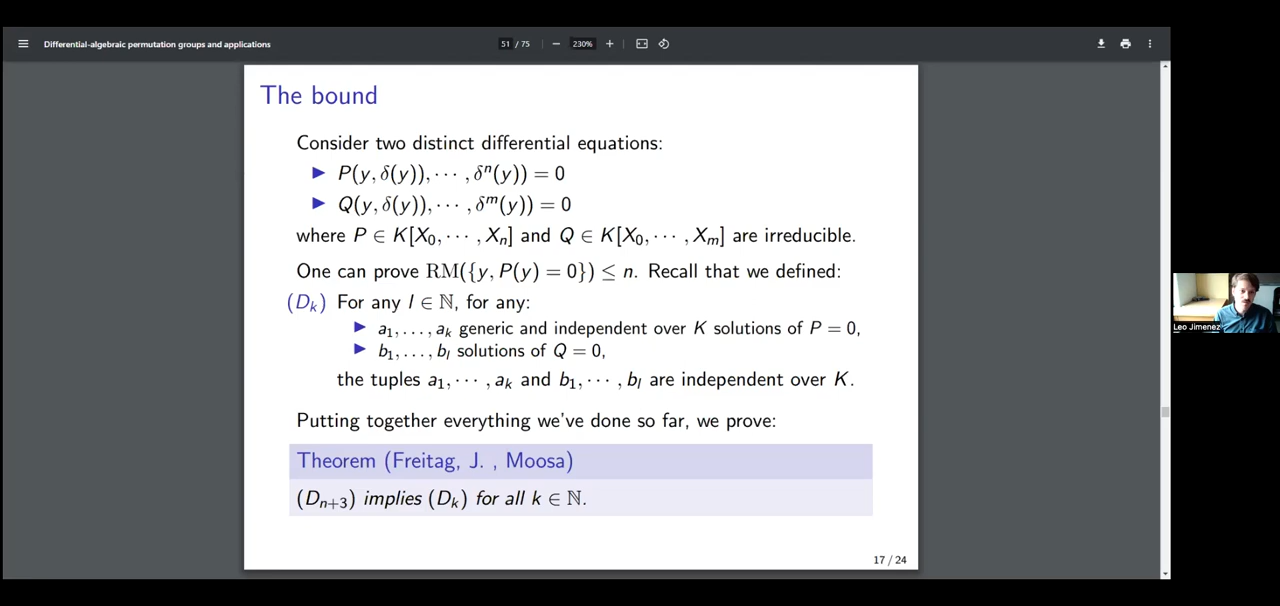 Differential-algebraic permutation groups and applications
51 / 75
230%
The bound
Consider two distinct differential equations:
▶ P(y, δ(y)), ⋯ , δⁿ(y)) = 0
▶ Q(y, δ(y)), ⋯ , δᵐ(y)) = 0
where P ∈ K[X₀, ⋯ , Xₙ] and Q ∈ K[X₀, ⋯ , Xₘ] are irreducible.
One can prove RM({y, P(y) = 0}) ≤ n. Recall that we defined:
(Dₖ) For any l ∈ ℕ, for any:
▶ a₁, . . . , aₖ generic and independent over K solutions of P = 0,
▶ b₁, . . . , bₗ solutions of Q = 0,
the tuples a₁, ⋯ , aₖ and b₁, ⋯ , bₗ are independent over K.
Putting together everything we've done so far, we prove:
Theorem (Freitag, J. , Moosa)
(Dₙ₊₃) implies (Dₖ) for all k ∈ ℕ.
17 / 24
Leo Jimenez